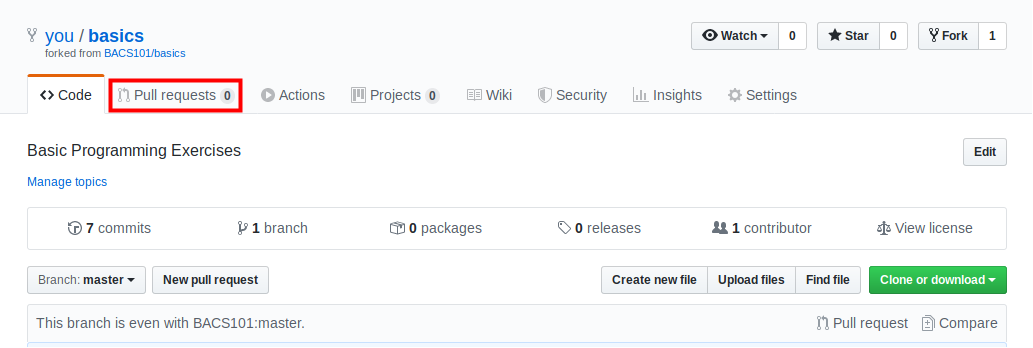 you / basics
forked from BACS101/basics
Watch 0 Star 0 Fork 1
Code Pull requests 0 Actions Projects 0 Wiki Security Insights Settings
Basic Programming Exercises
Edit
Manage topics
7 commits 1 branch 0 packages 0 releases 1 contributor View license
Branch: master New pull request Create new file Upload files Find file Clone or download
This branch is even with BACS101:master. Pull request Compare